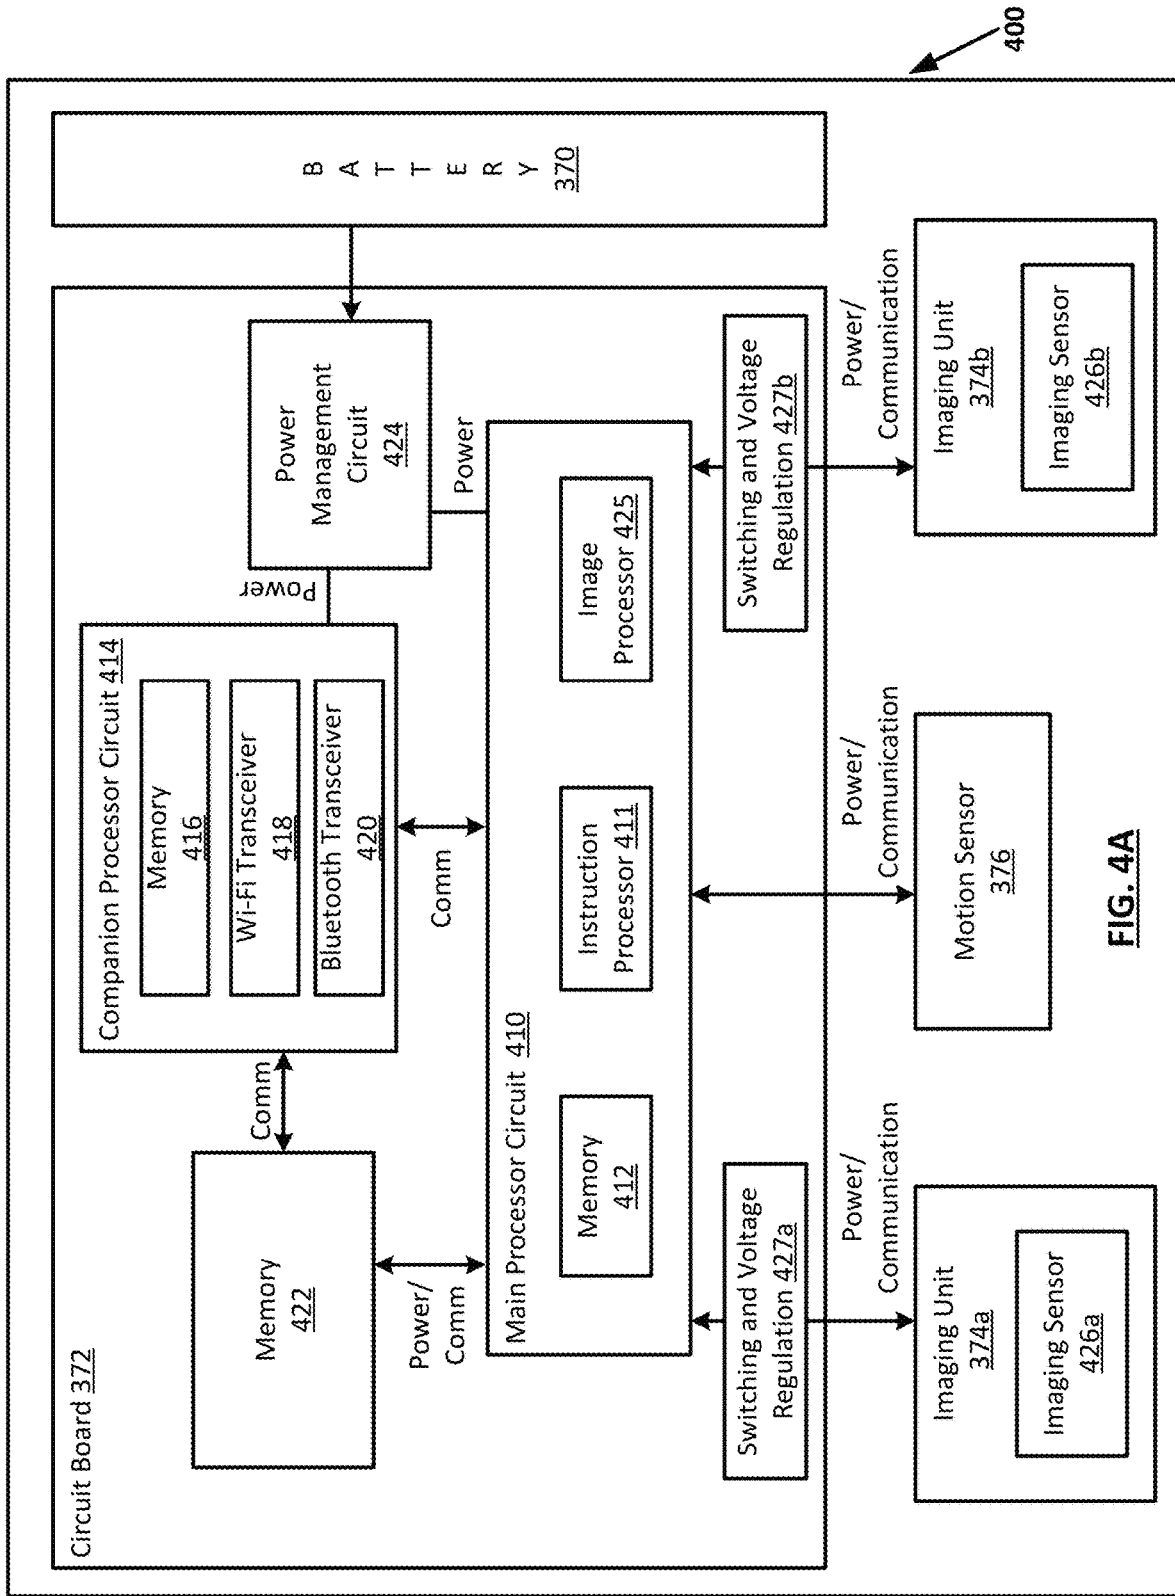 400
Circuit Board 372
BATTERY
370
Companion Processor Circuit 414
Memory
416
Wi-Fi Transceiver
418
Bluetooth Transceiver
420
Power
Power
Management
Circuit
424
Comm
Memory
422
Power/
Comm
Comm
Power
Main Processor Circuit 410
Memory
412
Instruction
Processor 411
Image
Processor 425
Switching and Voltage
Regulation 427a
Switching and Voltage
Regulation 427b
Power/
Communication
Power/
Communication
Power/
Communication
Imaging Unit
374a
Imaging Sensor
426a
Motion Sensor
376
Imaging Unit
374b
Imaging Sensor
426b
FIG. 4A